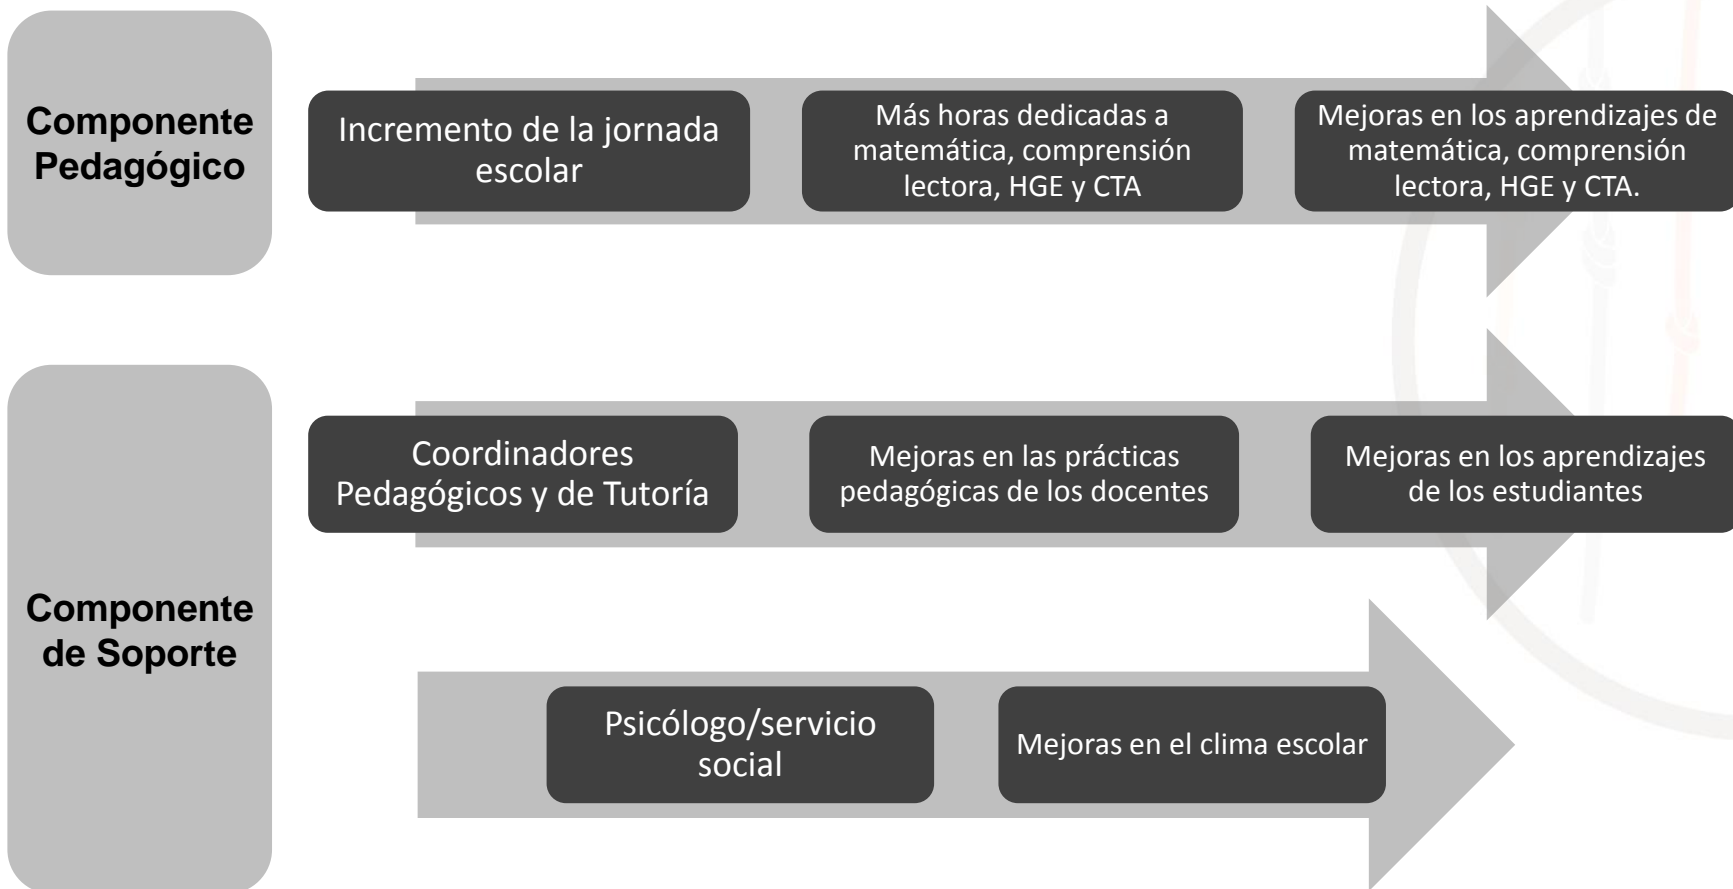 Componente
Pedagógico
Incremento de la jornada
escolar
Más horas dedicadas a
matemática, comprensión
lectora, HGE y CTA
Mejoras en los aprendizajes de
matemática, comprensión
lectora, HGE y CTA.
Componente
de Soporte
Coordinadores
Pedagógicos y de Tutoría
Mejoras en las prácticas
pedagógicas de los docentes
Mejoras en los aprendizajes
de los estudiantes
Psicólogo/servicio
social
Mejoras en el clima escolar